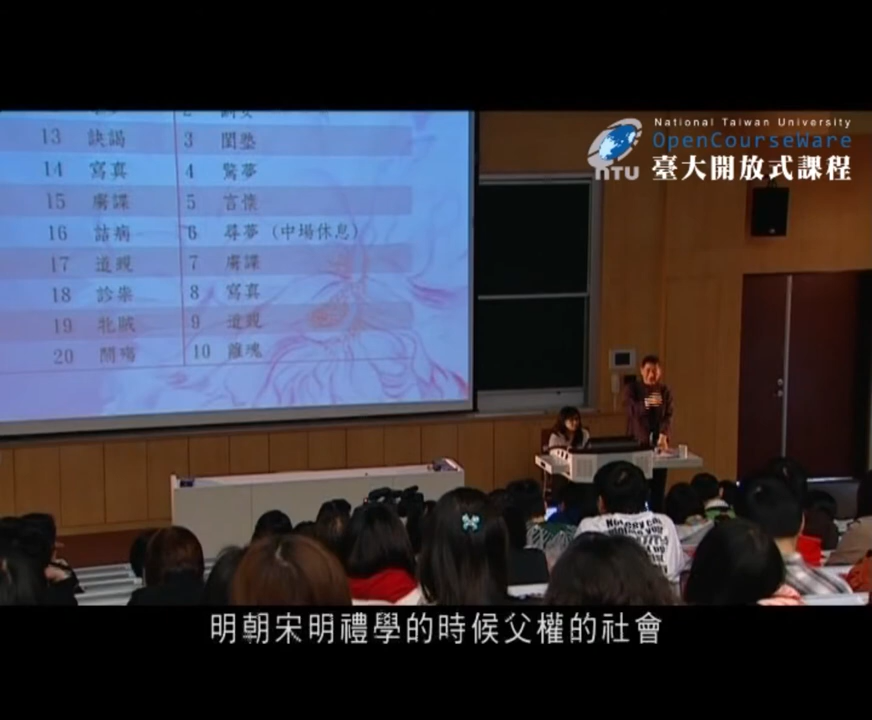 National Taiwan University
OpenCourseWare
NTU 臺大開放式課程
13 訣謁 3 閨塾
14 寫真 4 驚夢
15 虜諜 5 言懷
16 詰病 6 尋夢 (中場休息)
17 道覡 7 虜諜
18 診祟 8 寫真
19 牝賊 9 道覡
20 鬧殤 10 離魂
明朝宋明禮學的時候父權的社會